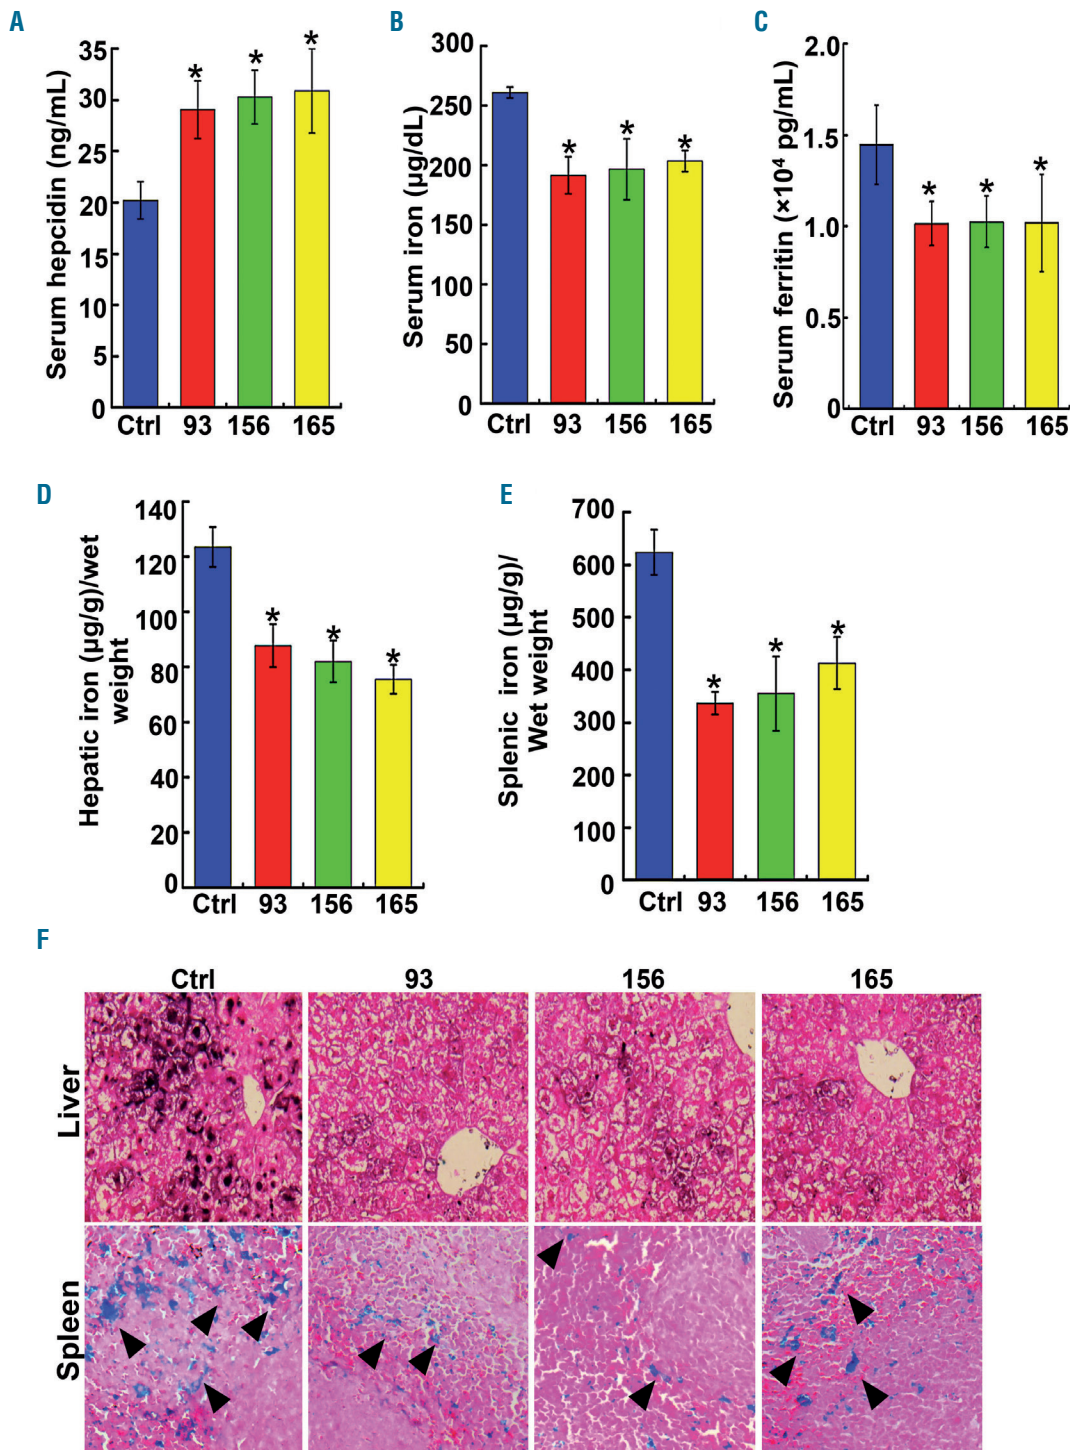 A
Serum hepcidin (ng/mL)
35
30
25
20
15
10
5
0
* * *
Ctrl 93 156 165
B
Serum iron (µg/dL)
300
250
200
150
100
50
0
* * *
Ctrl 93 156 165
C
Serum ferritin (×10⁴ pg/mL)
2.0
1.5
1.0
0.5
0
* * *
Ctrl 93 156 165
D
Hepatic iron (µg/g)/wet
weight
140
120
100
80
60
40
20
0
* * *
Ctrl 93 156 165
E
Splenic iron (µg/g)/
Wet weight
700
600
500
400
300
200
100
0
* * *
Ctrl 93 156 165
F
Ctrl 93 156 165
Liver
Spleen